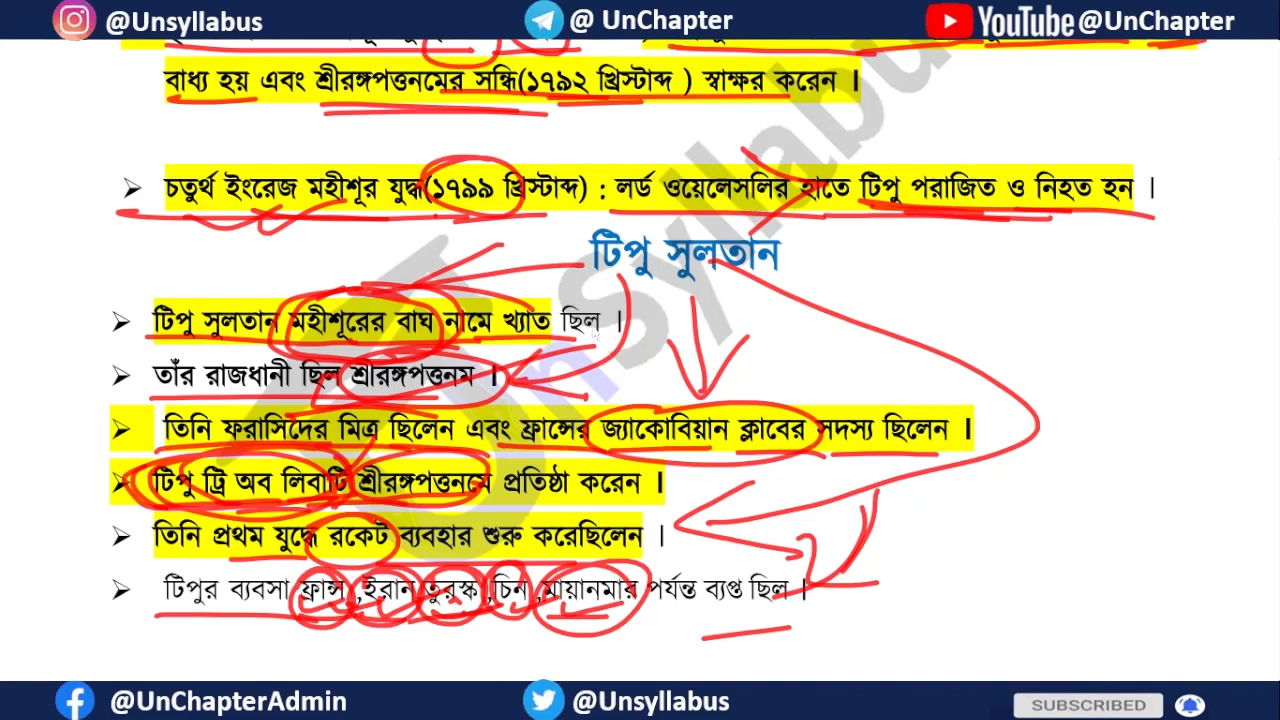 @Unsyllabus @ UnChapter YouTube @UnChapter
বাধ্য হয় এবং শ্রীরঙ্গপত্তনমের সন্ধি(১৭৯২ খ্রিস্টাব্দ ) স্বাক্ষর করেন ।
➢ চতুর্থ ইংরেজ মহীশূর যুদ্ধ(১৭৯৯ খ্রিস্টাব্দ) : লর্ড ওয়েলেসলির হাতে টিপু পরাজিত ও নিহত হন ।
টিপু সুলতান
➢ টিপু সুলতান মহীশূরের বাঘ নামে খ্যাত ছিল ।
➢ তাঁর রাজধানী ছিল শ্রীরঙ্গপত্তনম ।
➢ তিনি ফরাসিদের মিত্র ছিলেন এবং ফ্রান্সের জ্যাকোবিয়ান ক্লাবের সদস্য ছিলেন ।
➢ টিপু ট্রি অব লিবার্টি শ্রীরঙ্গপত্তনমে প্রতিষ্ঠা করেন ।
➢ তিনি প্রথম যুদ্ধে রকেট ব্যবহার শুরু করেছিলেন ।
➢ টিপুর ব্যবসা ফ্রান্স ,ইরান তুরস্ক ,চিন ,মায়ানমার পর্যন্ত ব্যপ্ত ছিল ।
UnSyllabus
@UnChapterAdmin @Unsyllabus SUBSCRIBED